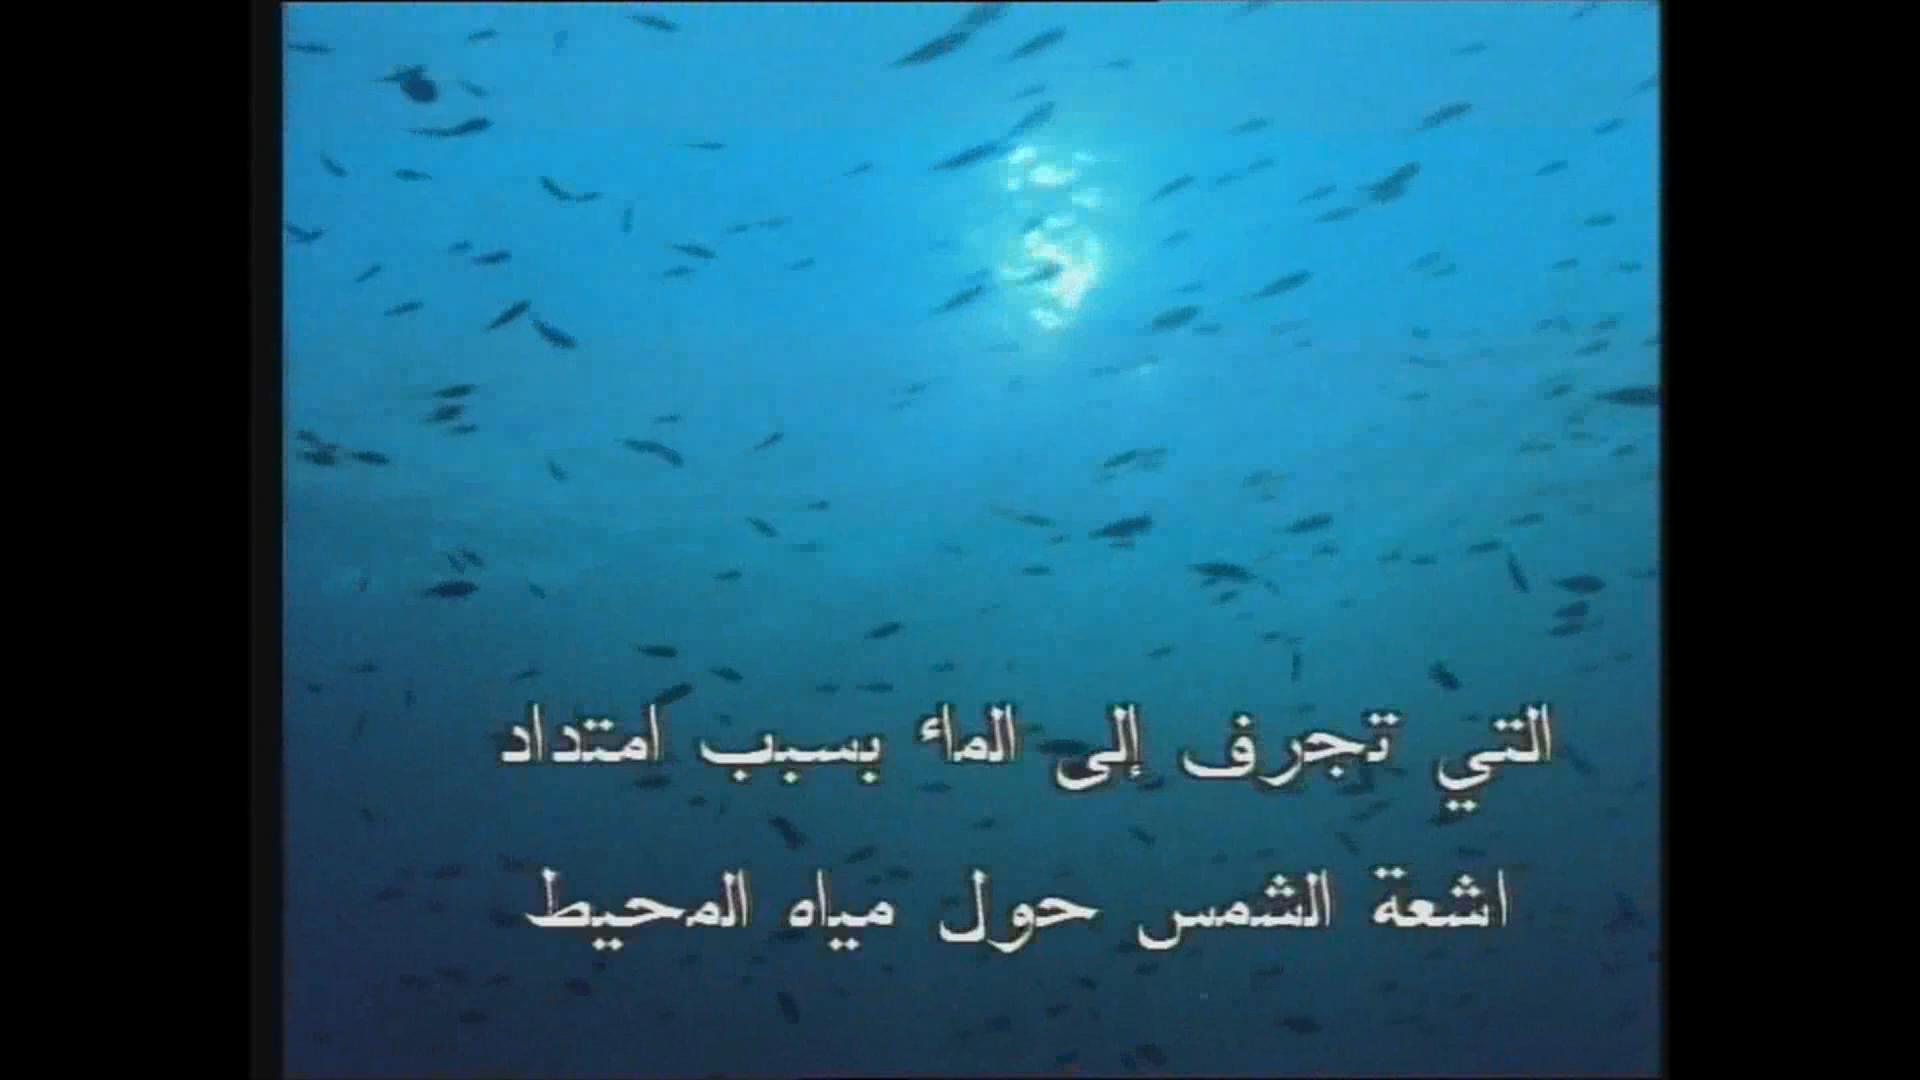 التي تجرف إلى الماء بسبب امتداد
اشعة الشمس حول مياه المحيط